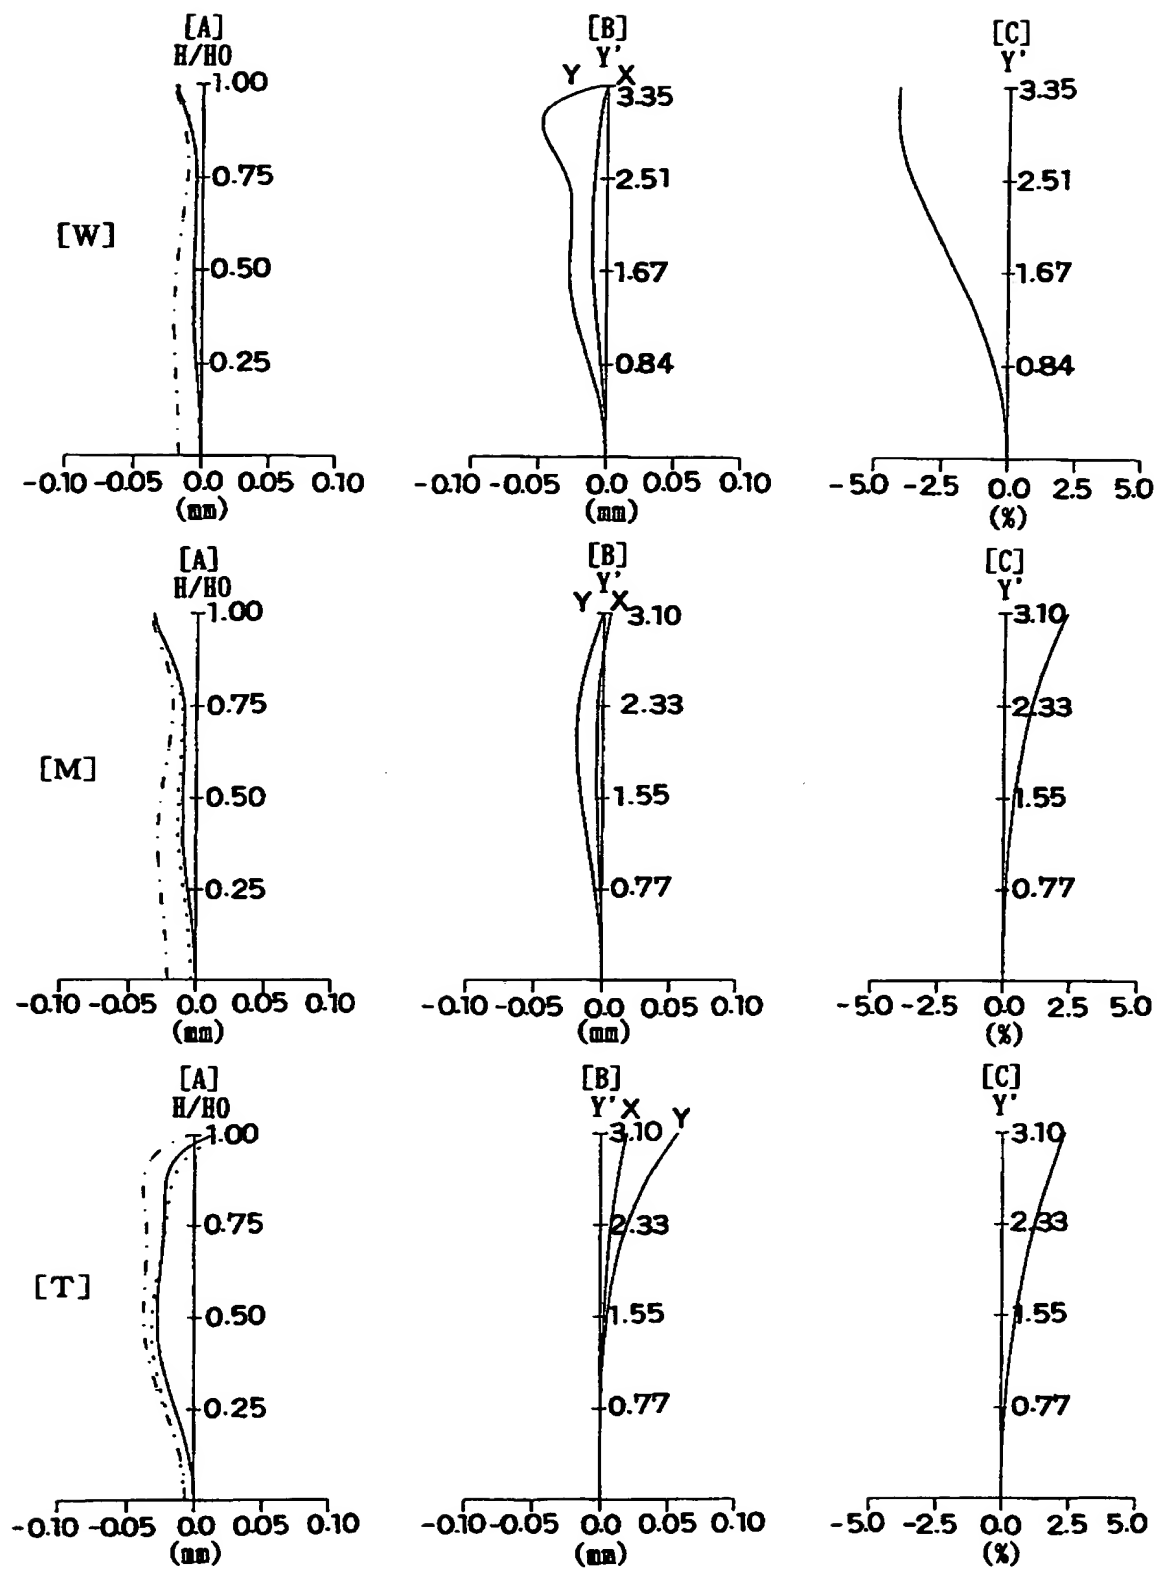 [A]
H/H0
1.00
0.75
0.50
0.25
-0.10 -0.05 0.0 0.05 0.10
(mm)
[B]
Y'
Y X
3.35
2.51
1.67
0.84
-0.10 -0.05 0.0 0.05 0.10
(mm)
[C]
Y'
3.35
2.51
1.67
0.84
-5.0 -2.5 0.0 2.5 5.0
(%)
[W]
[A]
H/H0
1.00
0.75
0.50
0.25
-0.10 -0.05 0.0 0.05 0.10
(mm)
[B]
Y'
Y X
3.10
2.33
1.55
0.77
-0.10 -0.05 0.0 0.05 0.10
(mm)
[C]
Y'
3.10
2.33
1.55
0.77
-5.0 -2.5 0.0 2.5 5.0
(%)
[M]
[A]
H/H0
1.00
0.75
0.50
0.25
-0.10 -0.05 0.0 0.05 0.10
(mm)
[B]
Y' X Y
3.10
2.33
1.55
0.77
-0.10 -0.05 0.0 0.05 0.10
(mm)
[C]
Y'
3.10
2.33
1.55
0.77
-5.0 -2.5 0.0 2.5 5.0
(%)
[T]